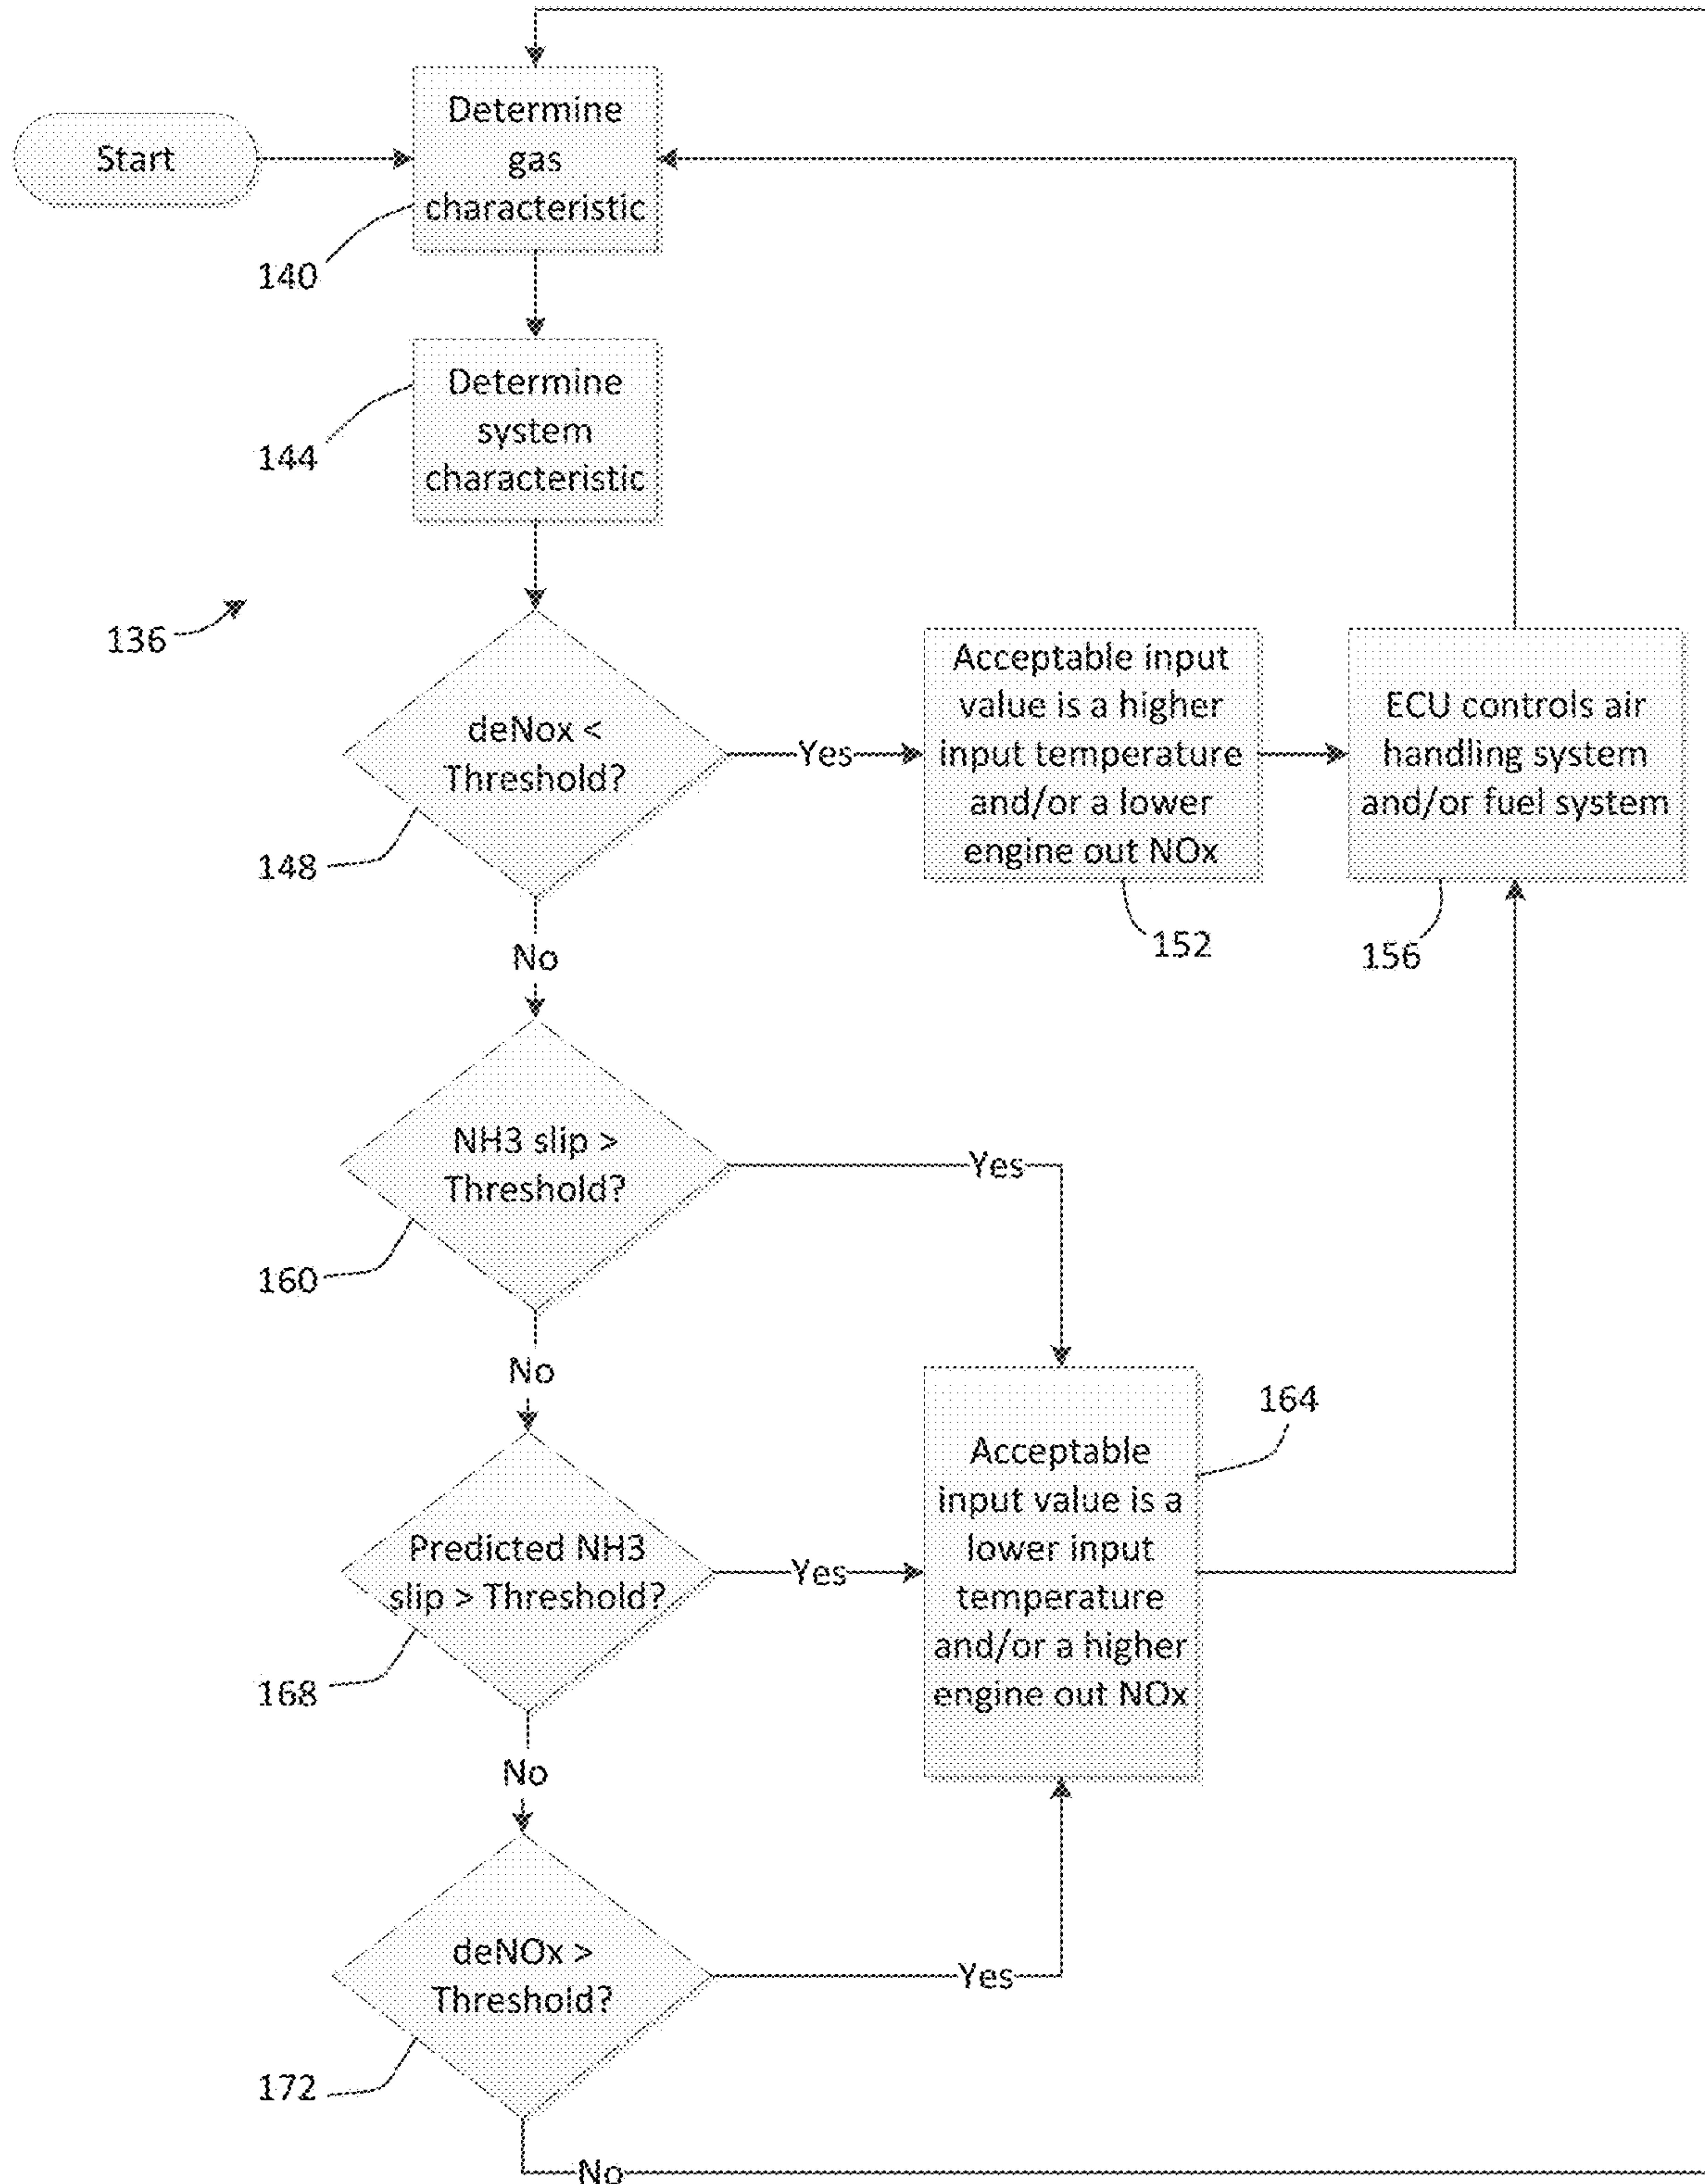 Start
Determine
gas
characteristic
140
Determine
system
characteristic
144
136
deNox <
Threshold?
148
Yes
Acceptable input
value is a higher
input temperature
and/or a lower
engine out NOx
152
ECU controls air
handling system
and/or fuel system
156
No
NH3 slip >
Threshold?
160
Yes
No
Predicted NH3
slip > Threshold?
168
Yes
Acceptable
input value is a
lower input
temperature
and/or a higher
engine out NOx
164
No
deNOx >
Threshold?
172
Yes
No